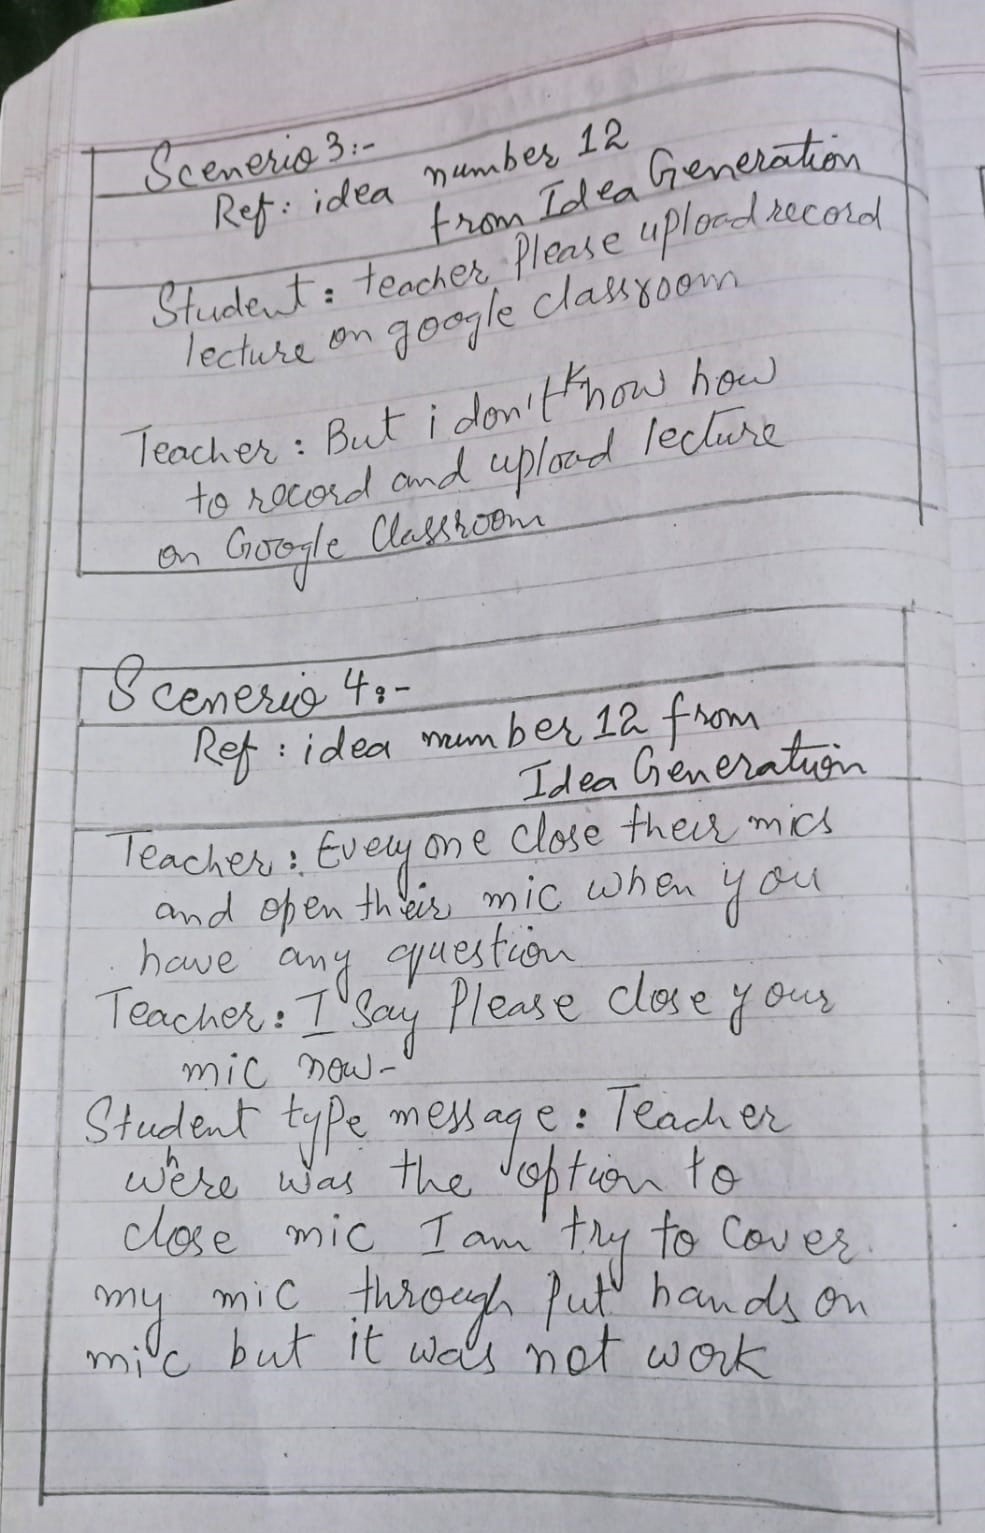 Scenerio 3:-
Ref: idea number 12
from Idea Generation
Student: teacher Please upload record
lecture on google classroom
Teacher: But i don't know how
to record and upload lecture
on Google Classroom
Scenerio 4:-
Ref: idea number 12 from
Idea Generation
Teacher: Everyone close their mics
and open their mic when you
have any question
Teacher: I Say Please close your
mic now-
Student type message: Teacher
where was the option to
close mic I am try to cover
my mic through put hands on
mic but it was not work